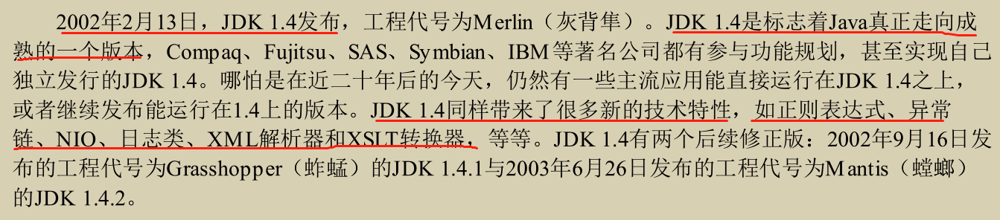 2002年2月13日，JDK 1.4发布，工程代号为Merlin（灰背隼）。JDK 1.4是标志着Java真正走向成
熟的一个版本，Compaq、Fujitsu、SAS、Symbian、IBM等著名公司都有参与功能规划，甚至实现自己
独立发行的JDK 1.4。哪怕是在近二十年后的今天，仍然有一些主流应用能直接运行在JDK 1.4之上，
或者继续发布能运行在1.4上的版本。JDK 1.4同样带来了很多新的技术特性，如正则表达式、异常
链、NIO、日志类、XML解析器和XSLT转换器，等等。JDK 1.4有两个后续修正版：2002年9月16日发
布的工程代号为Grasshopper（蚱蜢）的JDK 1.4.1与2003年6月26日发布的工程代号为Mantis（螳螂）
的JDK 1.4.2。